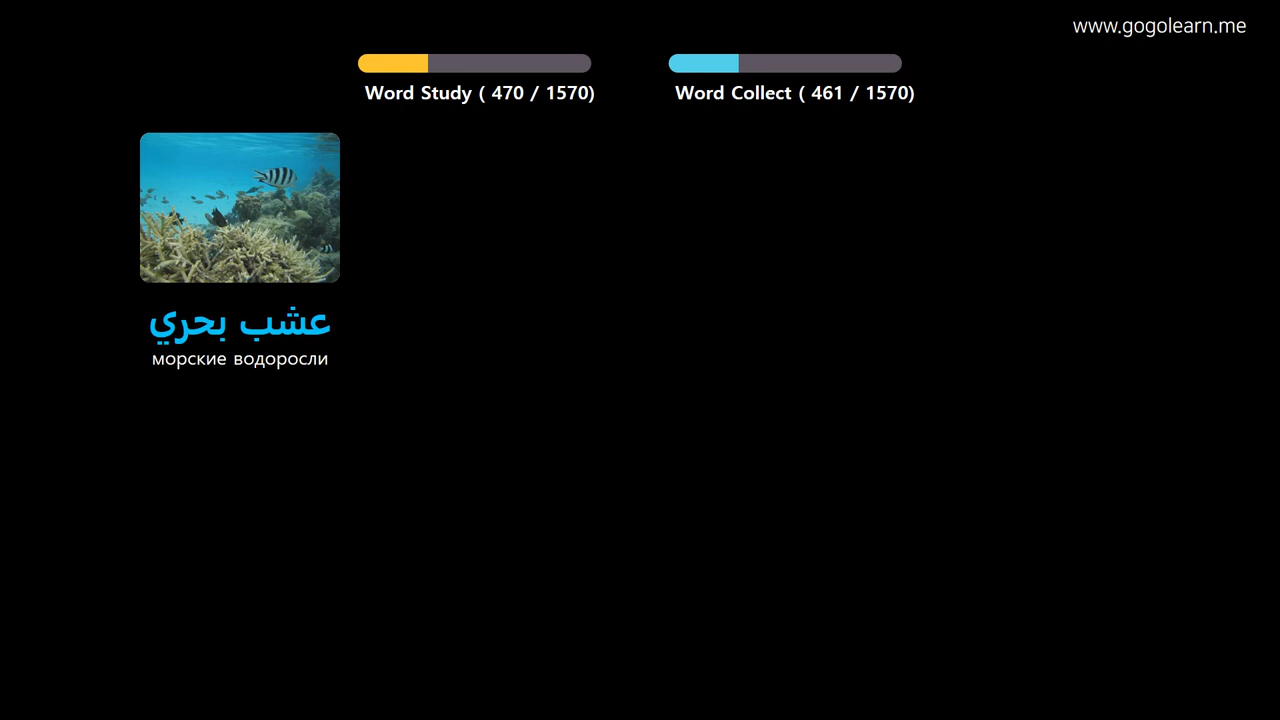 www.gogolearn.me
Word Study ( 470 / 1570)
Word Collect ( 461 / 1570)
عشب بحري
морские водоросли